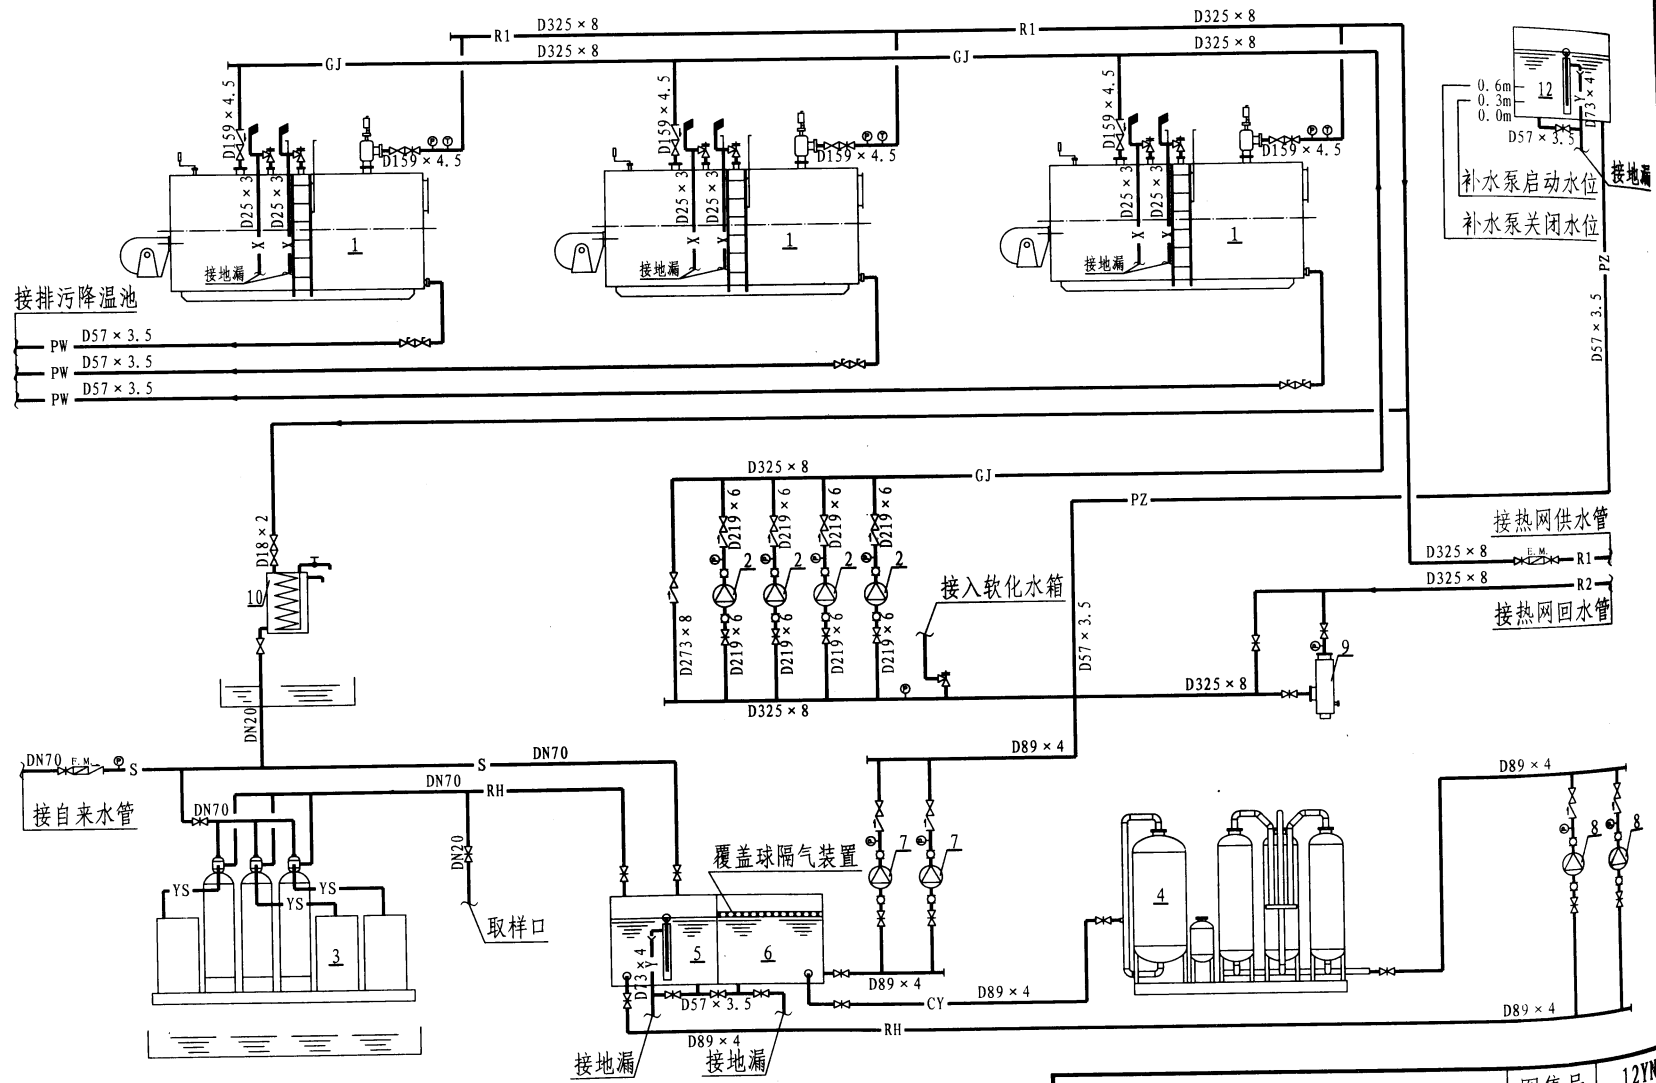 D325×8
R1
R1
D325×8
GJ
D325×8
GJ
D325×8
D159×4.5
D159×4.5
D159×4.5
D159×4.5
D159×4.5
D159×4.5
D25×3
D25×3
D25×3
D25×3
D25×3
D25×3
X
X
X
Y
X
Y
1
1
1
接地漏
接地漏
接地漏
12
Y
D73×4
0.6m
0.3m
0.0m
D57×3.5
接地漏
补水泵启动水位
补水泵关闭水位
PZ
D57×3.5
接排污降温池
PW
D57×3.5
PW
D57×3.5
PW
D57×3.5
D325×8
GJ
PZ
D219×6
D219×6
D219×6
D219×6
2
2
2
2
D273×8
D219×6
D219×6
D219×6
D219×6
D325×8
接入软化水箱
D57×3.5
接热网供水管
D325×8
E.M.
R1
D325×8
R2
接热网回水管
9
D325×8
D18×2
10
DN20
DN70
F.M.
S
S
DN70
接自来水管
DN70
RH
DN70
DN20
YS
YS
YS
3
取样口
D89×4
7
7
覆盖球隔气装置
5
6
D73×4
Y
D57×3.5
D89×4
CY
D89×4
RH
D89×4
接地漏
接地漏
4
D89×4
8
8
D89×4
图集号
12YN